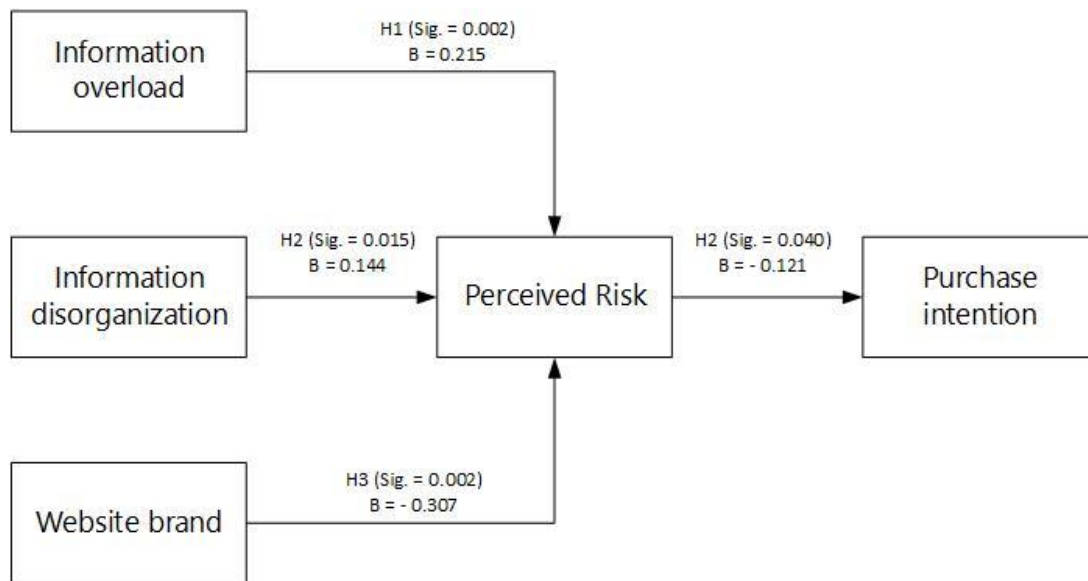 Information
overload
H1 (Sig. = 0.002)
B = 0.215
Information
disorganization
H2 (Sig. = 0.015)
B = 0.144
Perceived Risk
H2 (Sig. = 0.040)
B = - 0.121
Purchase
intention
Website brand
H3 (Sig. = 0.002)
B = - 0.307